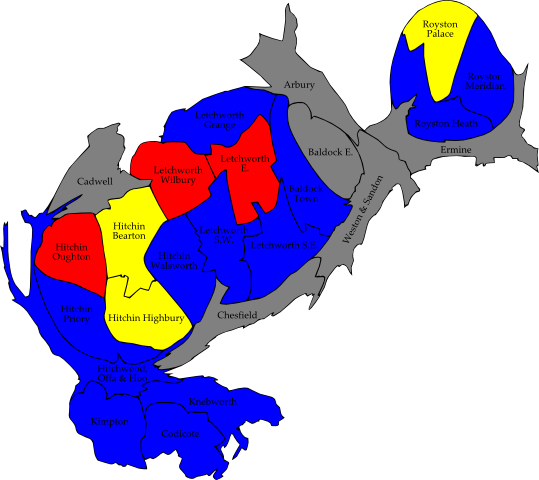 Royston
Palace
Royston
Meridian
Arbury
Letchworth
Grange
Royston Heath
Ermine
Baldock E.
Letchworth
E.
Letchworth
Wilbury
Cadwell
Baldock
Town
Weston & Sandon
Hitchin
Bearton
Letchworth
S.W.
Letchworth S.E.
Hitchin
Oughton
Hitchin
Walsworth
Hitchin
Priory
Hitchin Highbury
Chesfield
Hitchwood,
Offa & Hoo
Knebworth
Kimpton
Codicote